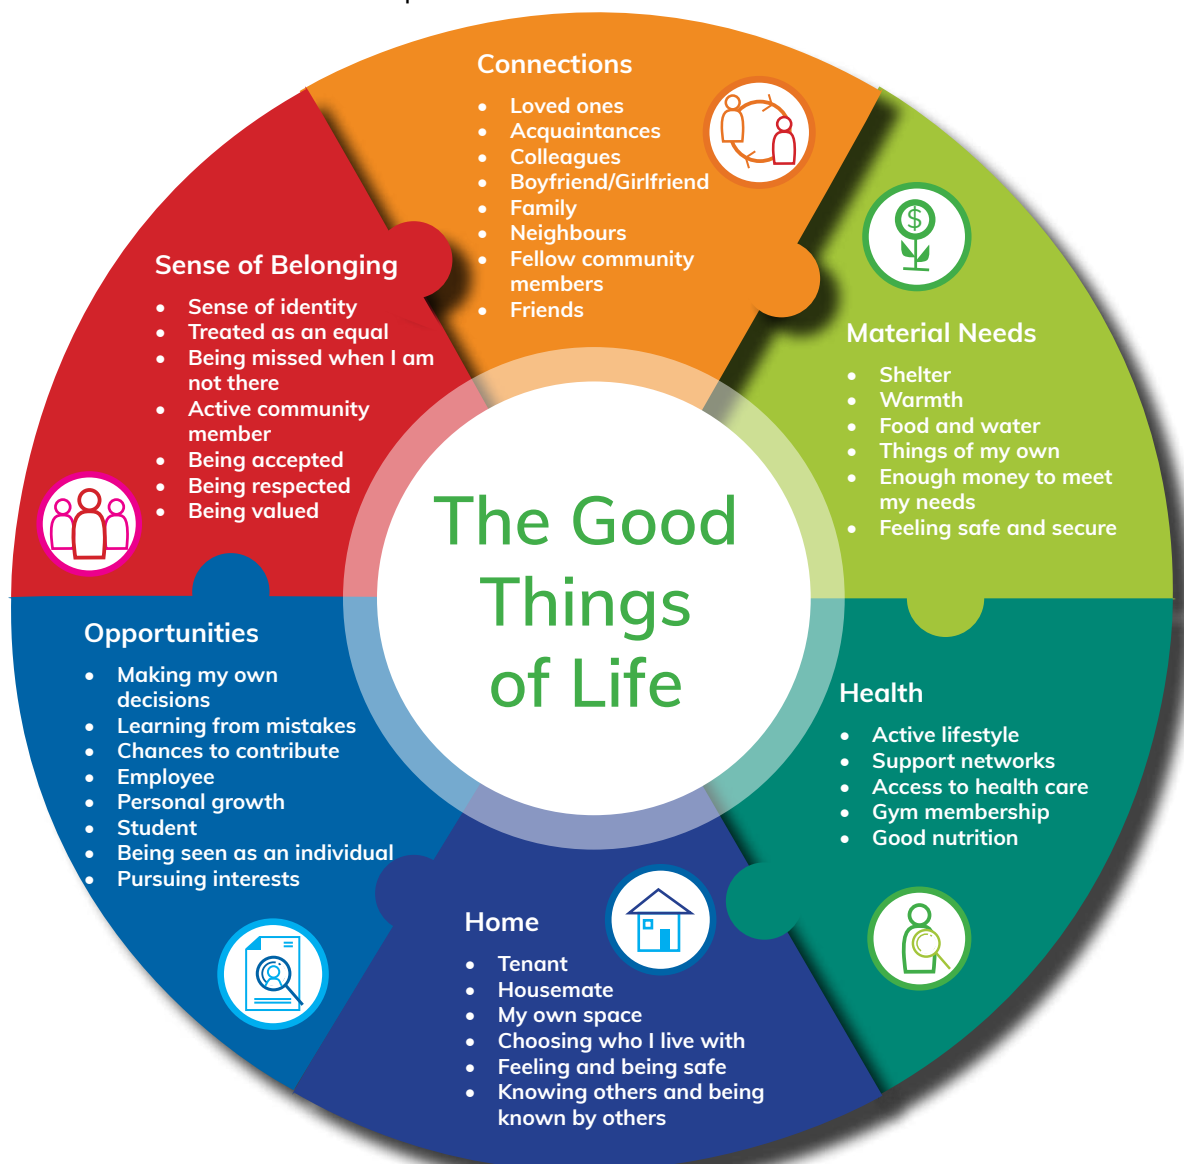 Connections
• Loved ones
• Acquaintances
• Colleagues
• Boyfriend/Girlfriend
• Family
• Neighbours
• Fellow community
members
• Friends
Material Needs
• Shelter
• Warmth
• Food and water
• Things of my own
• Enough money to meet
my needs
• Feeling safe and secure
Health
• Active lifestyle
• Support networks
• Access to health care
• Gym membership
• Good nutrition
Home
• Tenant
• Housemate
• My own space
• Choosing who I live with
• Feeling and being safe
• Knowing others and being
known by others
Opportunities
• Making my own
decisions
• Learning from mistakes
• Chances to contribute
• Employee
• Personal growth
• Student
• Being seen as an individual
• Pursuing interests
Sense of Belonging
• Sense of identity
• Treated as an equal
• Being missed when I am
not there
• Active community
member
• Being accepted
• Being respected
• Being valued
The Good
Things
of Life
$